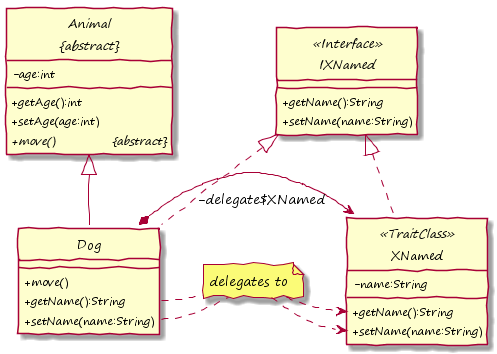 Animal
{abstract}
-age:int
+getAge():int
+setAge(age:int)
+move() {abstract}
«Interface»
IXNamed
+getName():String
+setName(name:String)
-delegate$XNamed
Dog
+move()
+getName():String
+setName(name:String)
delegates to
«TraitClass»
XNamed
-name:String
+getName():String
+setName(name:String)